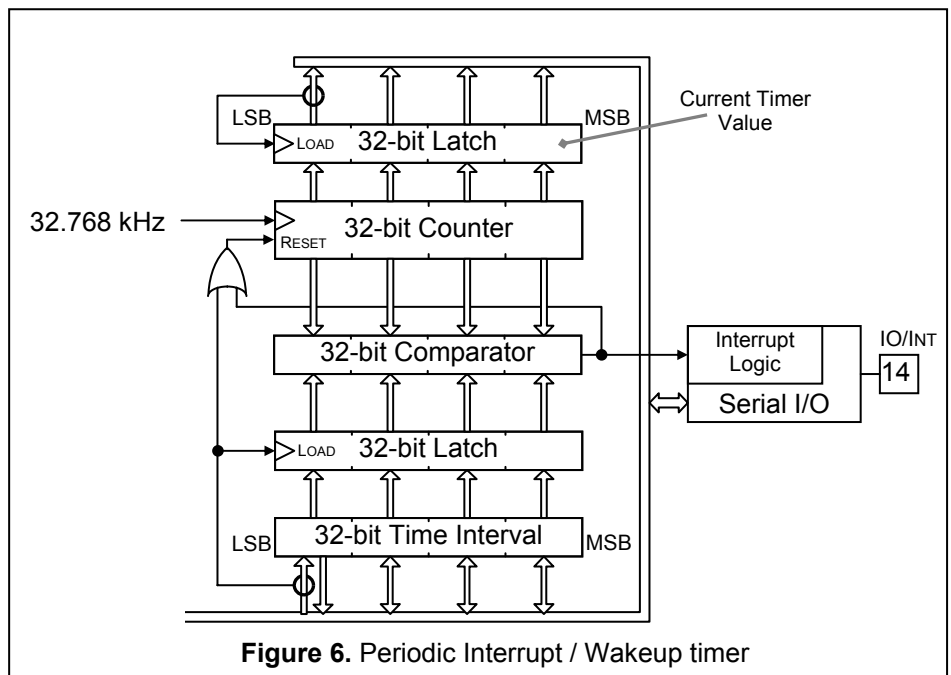 LSB
MSB
Current Timer
Value
LOAD
32-bit Latch
32.768 kHz
32-bit Counter
RESET
32-bit Comparator
Interrupt
Logic
Serial I/O
IO/INT
14
LOAD
32-bit Latch
LSB
32-bit Time Interval
MSB
Figure 6. Periodic Interrupt / Wakeup timer